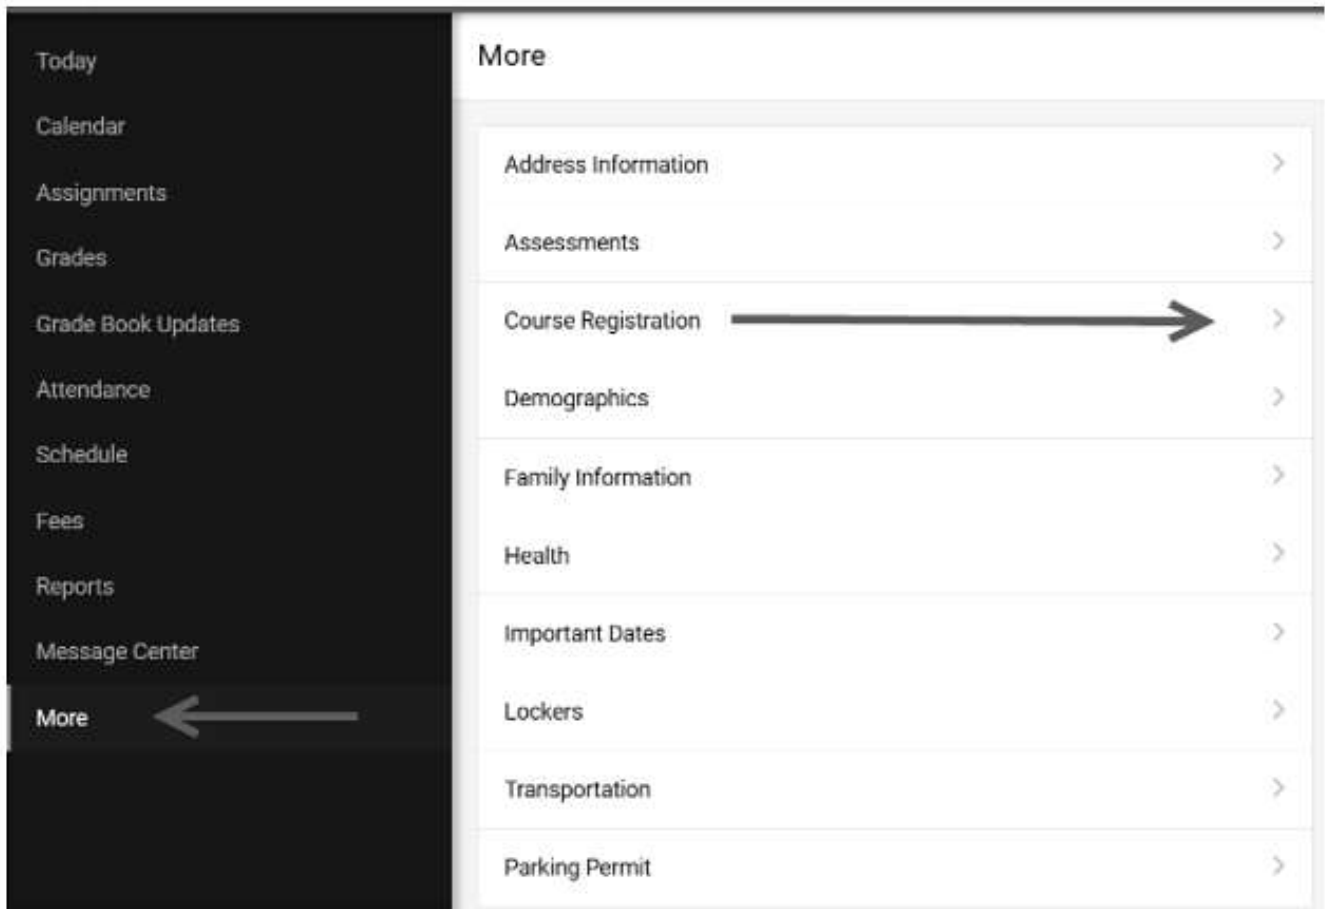 Today
Calendar
Assignments
Grades
Grade Book Updates
Attendance
Schedule
Fees
Reports
Message Center
More
More
Address Information
Assessments
Course Registration
Demographics
Family Information
Health
Important Dates
Lockers
Transportation
Parking Permit